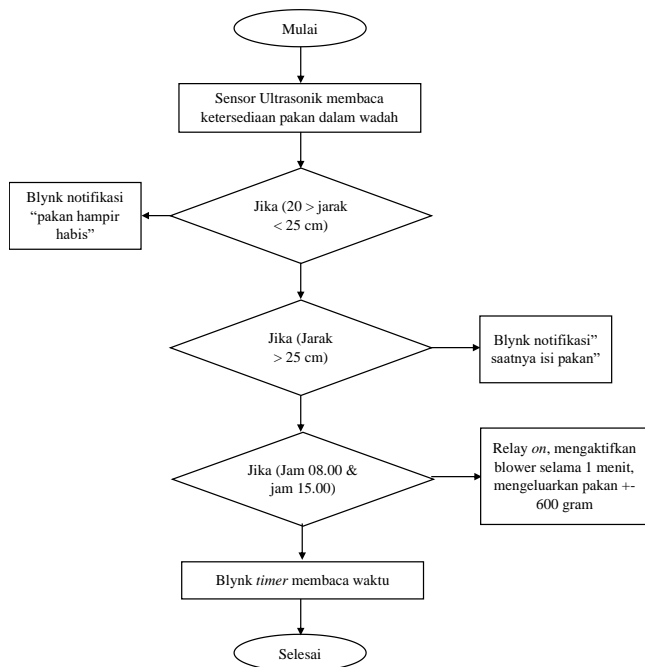 Mulai
Sensor Ultrasonik membaca
ketersediaan pakan dalam wadah
Blynk notifikasi
“pakan hampir
habis”
Jika (20 > jarak
< 25 cm)
Jika (Jarak
> 25 cm)
Blynk notifikasi”
saatnya isi pakan”
Jika (Jam 08.00 &
jam 15.00)
Relay on, mengaktifkan
blower selama 1 menit,
mengeluarkan pakan +-
600 gram
Blynk timer membaca waktu
Selesai